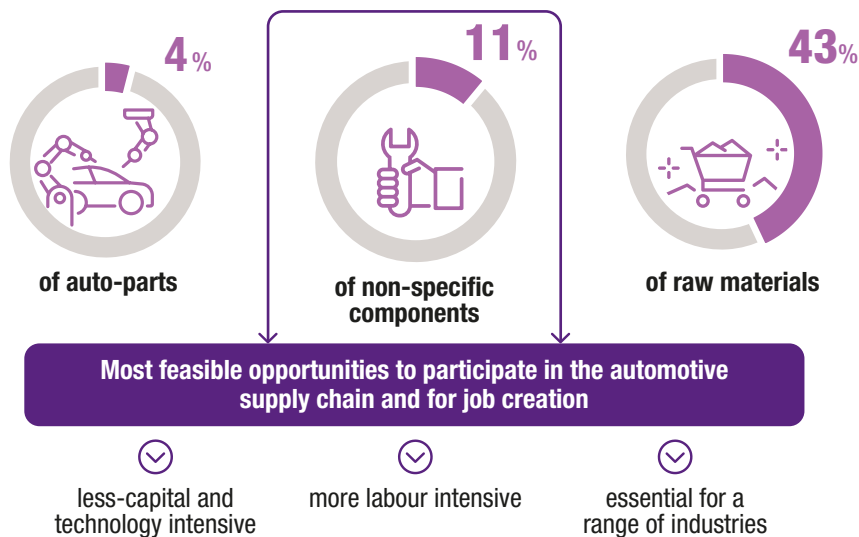 4%
of auto-parts
11%
of non-specific
components
43%
of raw materials
Most feasible opportunities to participate in the automotive
supply chain and for job creation
less-capital and
technology intensive
more labour intensive
essential for a
range of industries